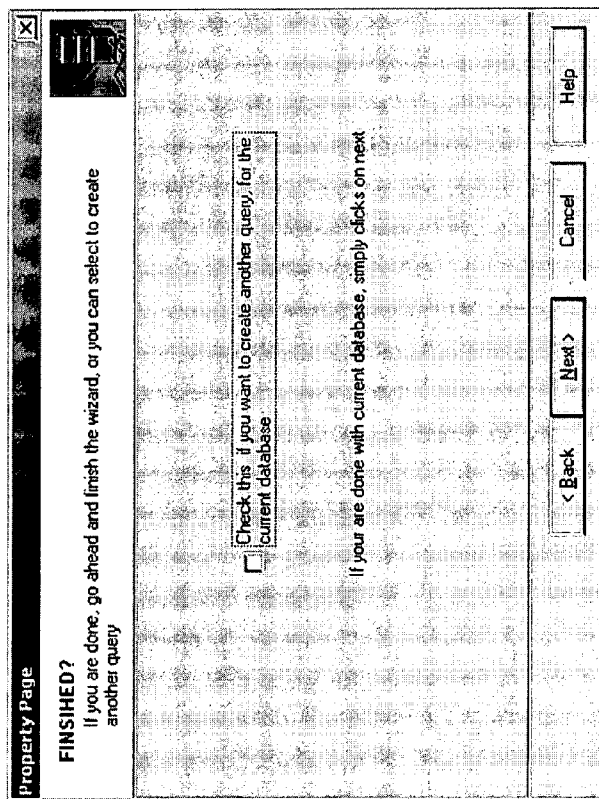 Property Page
FINSIHED?
If you are done, go ahead and finish the wizard, or you can select to create
another query
Check this if you want to create another query, for the
current database
If your are done with current database, simply clicks on next
< Back
Next >
Cancel
Help